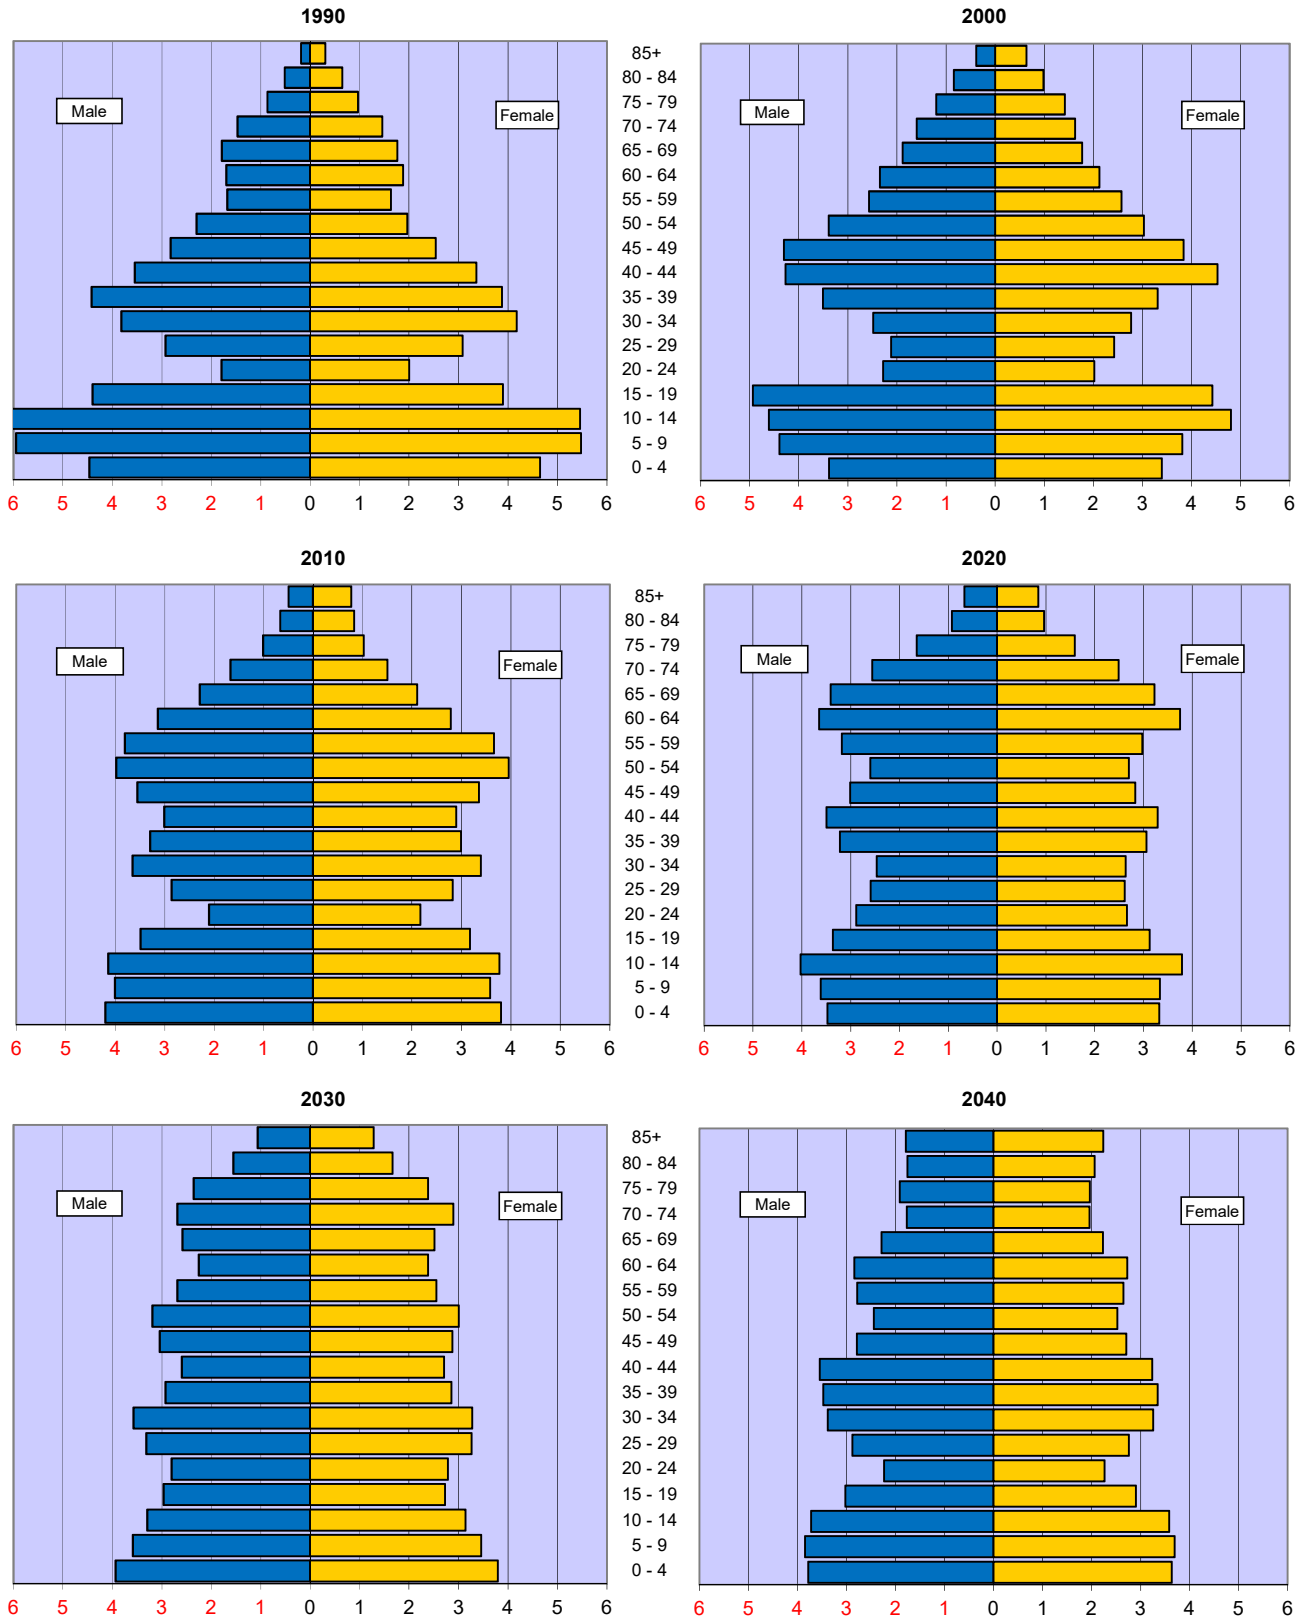 1990
2000
Male
Female
Male
Female
85+
80 - 84
75 - 79
70 - 74
65 - 69
60 - 64
55 - 59
50 - 54
45 - 49
40 - 44
35 - 39
30 - 34
25 - 29
20 - 24
15 - 19
10 - 14
5 - 9
0 - 4
6 5 4 3 2 1 0 1 2 3 4 5 6
6 5 4 3 2 1 0 1 2 3 4 5 6
2010
2020
Male
Female
Male
Female
85+
80 - 84
75 - 79
70 - 74
65 - 69
60 - 64
55 - 59
50 - 54
45 - 49
40 - 44
35 - 39
30 - 34
25 - 29
20 - 24
15 - 19
10 - 14
5 - 9
0 - 4
6 5 4 3 2 1 0 1 2 3 4 5 6
6 5 4 3 2 1 0 1 2 3 4 5 6
2030
2040
Male
Female
Male
Female
85+
80 - 84
75 - 79
70 - 74
65 - 69
60 - 64
55 - 59
50 - 54
45 - 49
40 - 44
35 - 39
30 - 34
25 - 29
20 - 24
15 - 19
10 - 14
5 - 9
0 - 4
6 5 4 3 2 1 0 1 2 3 4 5 6
6 5 4 3 2 1 0 1 2 3 4 5 6